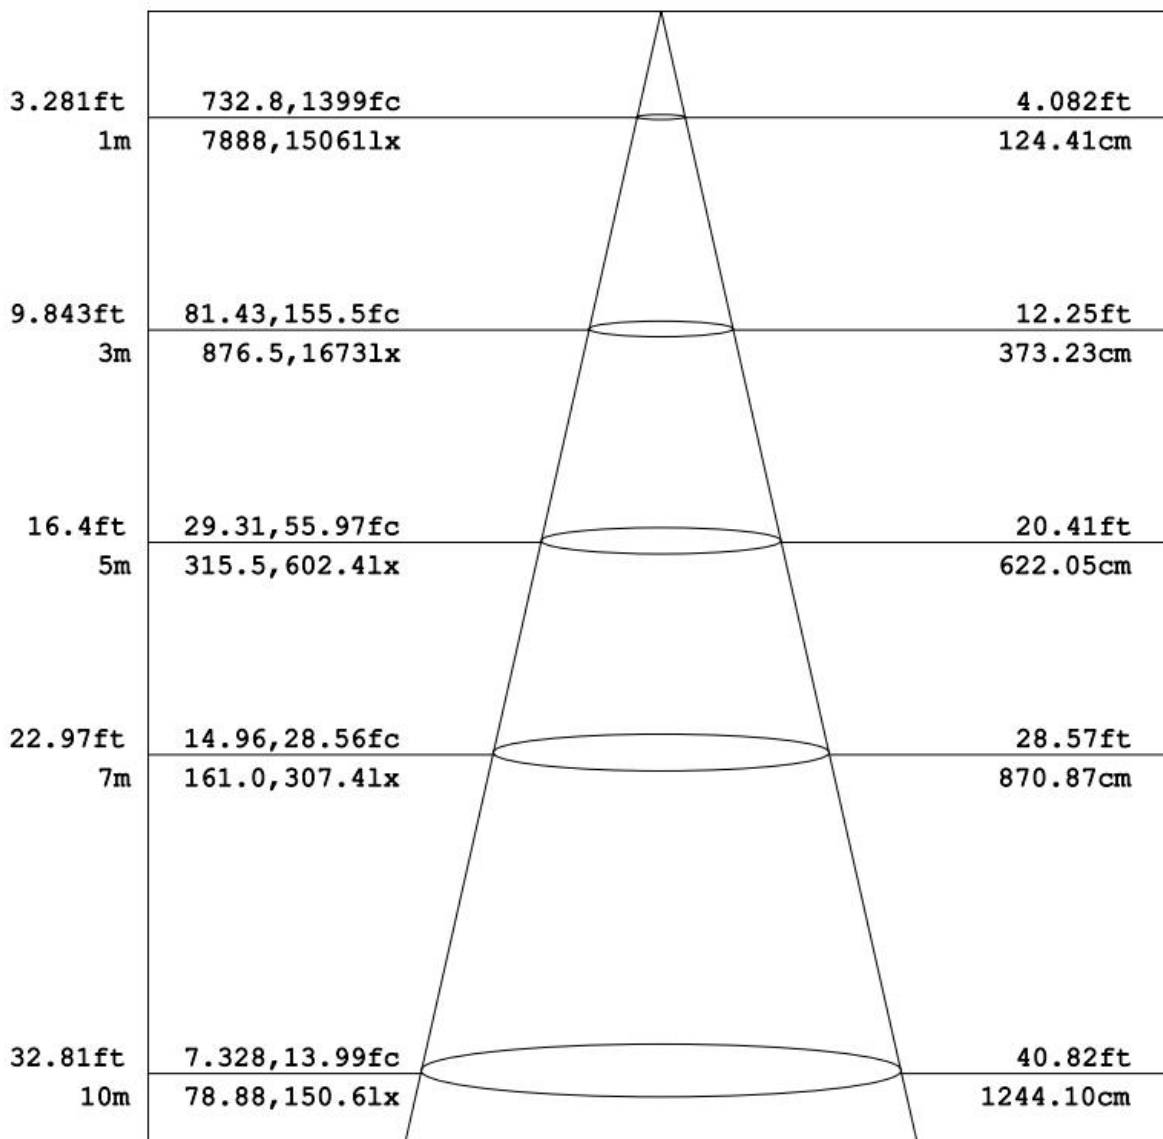 3.281ft 732.8,1399fc 4.082ft
1m 7888,15061lx 124.41cm
9.843ft 81.43,155.5fc 12.25ft
3m 876.5,1673lx 373.23cm
16.4ft 29.31,55.97fc 20.41ft
5m 315.5,602.4lx 622.05cm
22.97ft 14.96,28.56fc 28.57ft
7m 161.0,307.4lx 870.87cm
32.81ft 7.328,13.99fc 40.82ft
10m 78.88,150.6lx 1244.10cm